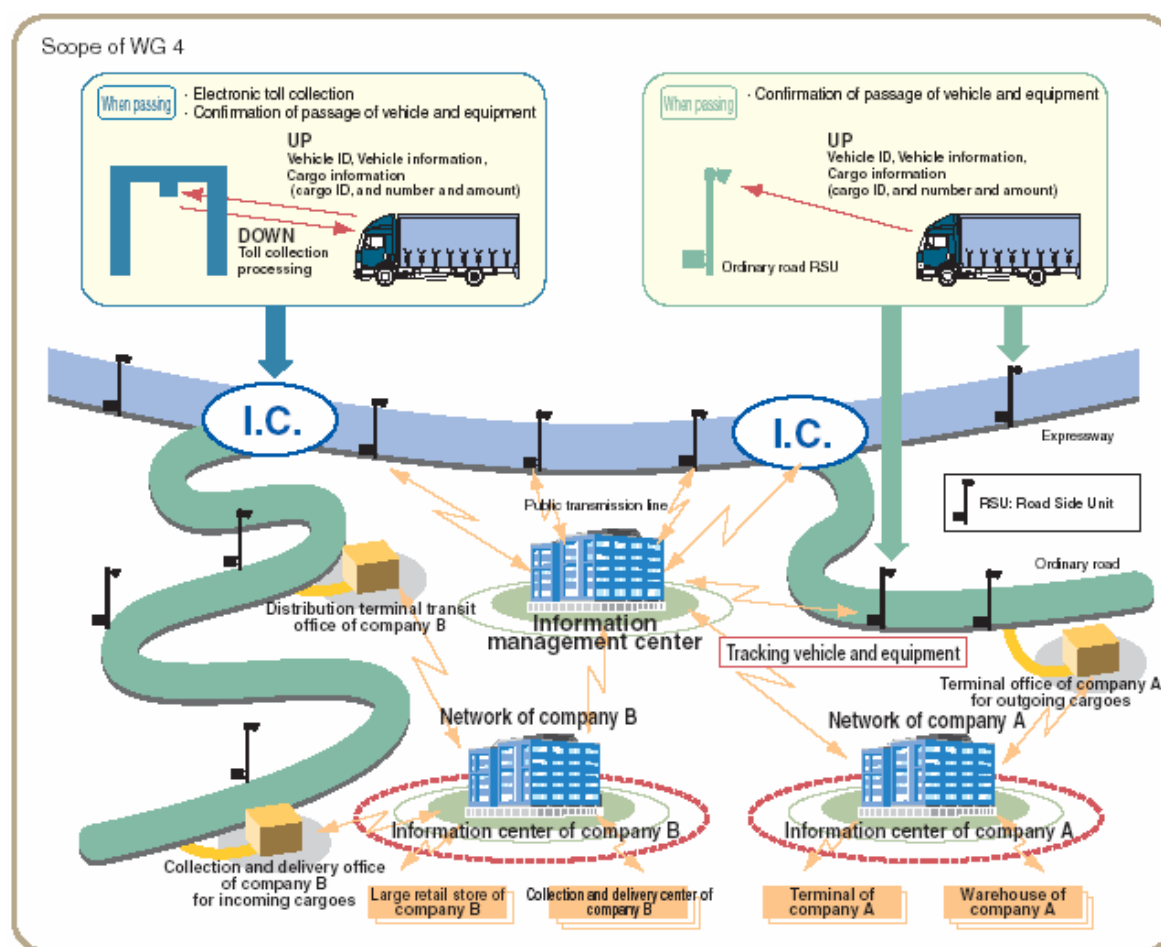 Scope of WG 4
When passing
· Electronic toll collection
· Confirmation of passage of vehicle and equipment
UP
Vehicle ID, Vehicle information,
Cargo information
(cargo ID, and number and amount)
DOWN
Toll collection
processing
When passing
· Confirmation of passage of vehicle and equipment
UP
Vehicle ID, Vehicle information,
Cargo information
(cargo ID, and number and amount)
Ordinary road RSU
I.C.
I.C.
Expressway
Public transmission line
RSU: Road Side Unit
Ordinary road
Distribution terminal transit
office of company B
Information
management center
Tracking vehicle and equipment
Terminal office of company A
for outgoing cargoes
Network of company B
Network of company A
Information center of company B
Information center of company A
Collection and delivery office
of company B
for incoming cargoes
Large retail store of
company B
Collection and delivery center of
company B
Terminal of
company A
Warehouse of
company A